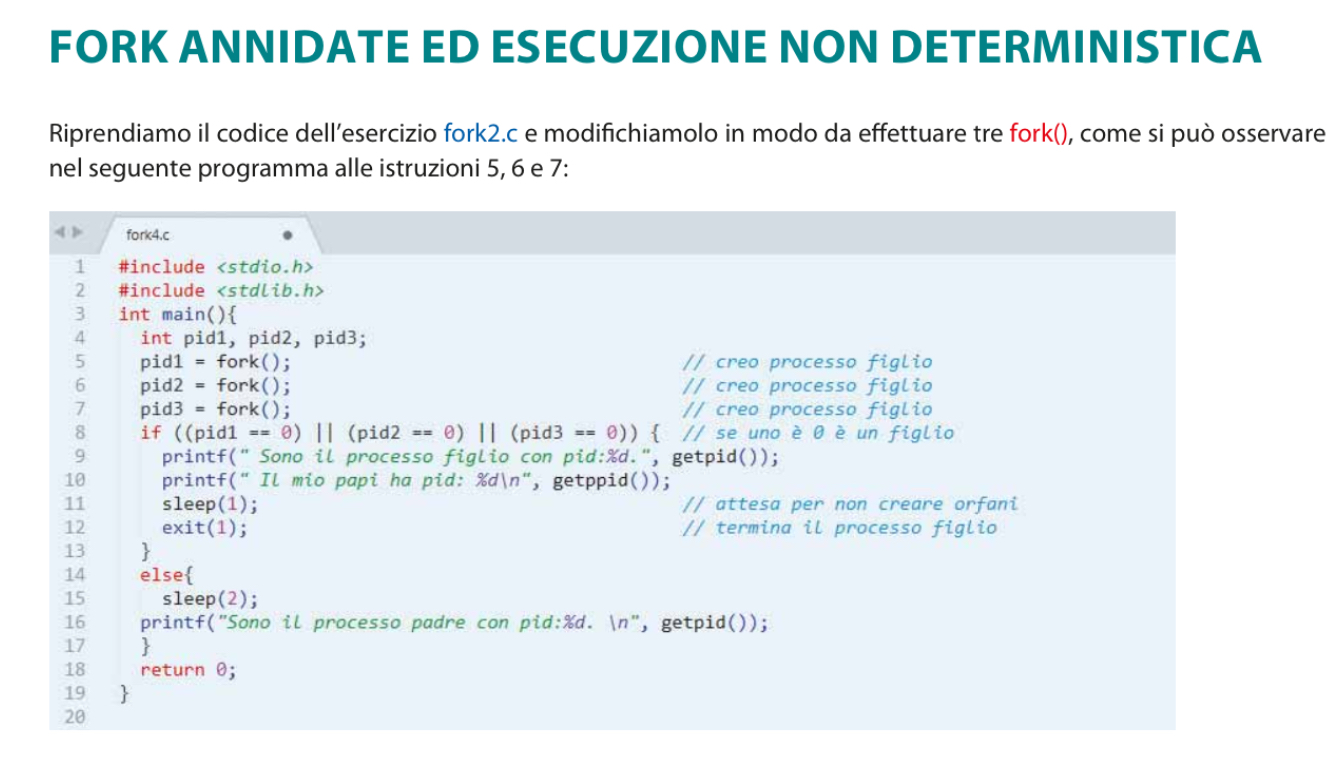 FORK ANNIDATE ED ESECUZIONE NON DETERMINISTICA
Riprendiamo il codice dell'esercizio fork2.c e modifichiamolo in modo da effettuare tre fork(), come si può osservare
nel seguente programma alle istruzioni 5, 6 e 7:
fork4.c
1 #include <stdio.h>
2 #include <stdlib.h>
3 int main(){
4 int pid1, pid2, pid3;
5 pid1 = fork(); // creo processo figlio
6 pid2 = fork(); // creo processo figlio
7 pid3 = fork(); // creo processo figlio
8 if ((pid1 == 0) || (pid2 == 0) || (pid3 == 0)) { // se uno è 0 è un figlio
9 printf(" Sono il processo figlio con pid:%d.", getpid());
10 printf(" Il mio papi ha pid: %d\n", getppid());
11 sleep(1); // attesa per non creare orfani
12 exit(1); // termina il processo figlio
13 }
14 else{
15 sleep(2);
16 printf("Sono il processo padre con pid:%d. \n", getpid());
17 }
18 return 0;
19 }
20